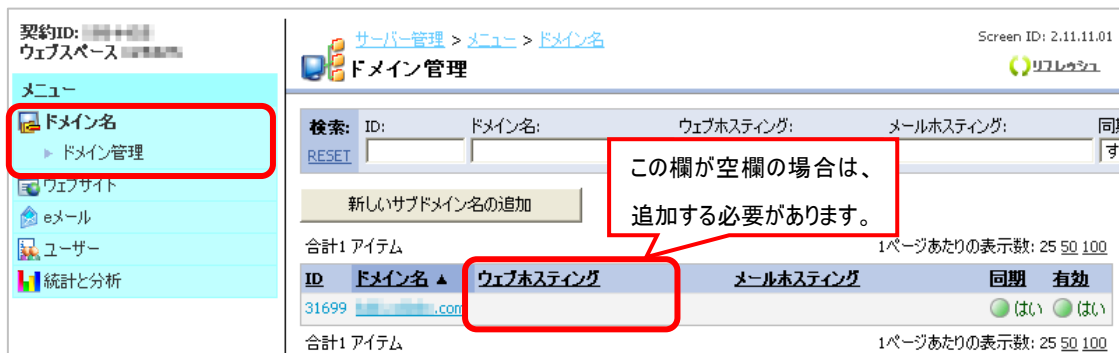 契約ID:
ウェブスペース
メニュー
ドメイン名
ドメイン管理
ウェブサイト
eメール
ユーザー
統計と分析
サーバー管理 > メニュー > ドメイン名
Screen ID: 2.11.11.01
ドメイン管理
リフレッシュ
検索: ID: ドメイン名: ウェブホスティング: メールホスティング:
RESET
この欄が空欄の場合は、
追加する必要があります。
新しいサブドメイン名の追加
合計1 アイテム 1ページあたりの表示数: 25 50 100
ID ドメイン名 ▲ ウェブホスティング メールホスティング 同期 有効
31699 .com はい はい
合計1 アイテム 1ページあたりの表示数: 25 50 100